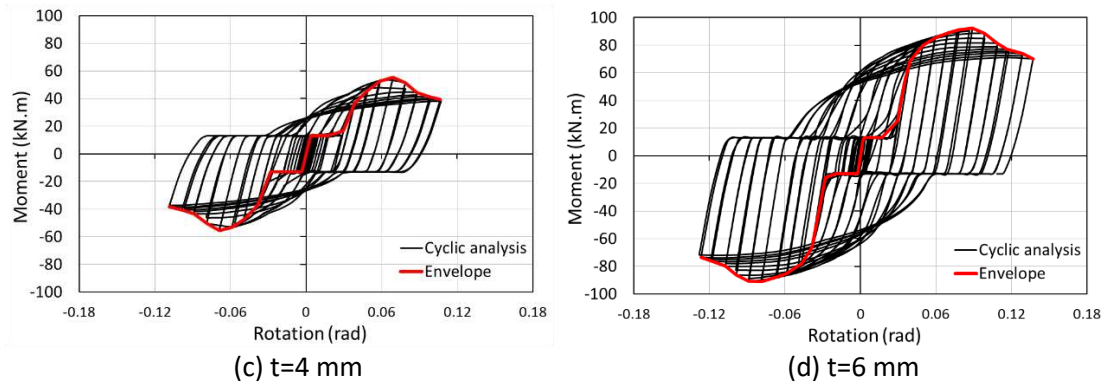 100
80
60
40
20
0
-20
-40
-60
-80
-100
Moment (kN.m)
Cyclic analysis
Envelope
-0.18 -0.12 -0.06 0 0.06 0.12 0.18
Rotation (rad)
(c) t=4 mm
100
80
60
40
20
0
-20
-40
-60
-80
-100
Moment (kN.m)
Cyclic analysis
Envelope
-0.18 -0.12 -0.06 0 0.06 0.12 0.18
Rotation (rad)
(d) t=6 mm